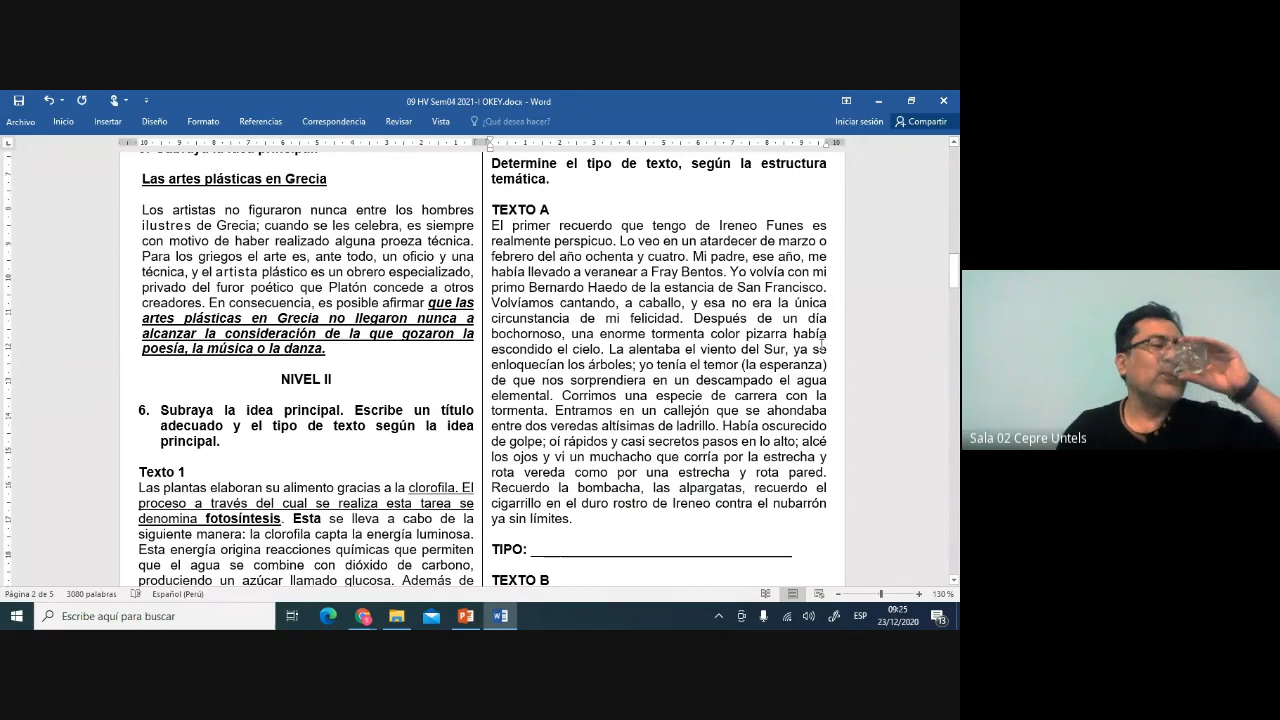 09 HV Sem04 2021-I OKEY.docx - Word
Archivo Inicio Insertar Diseño Formato Referencias Correspondencia Revisar Vista ¿Qué desea hacer? Iniciar sesión Compartir
Las artes plásticas en Grecia
Los artistas no figuraron nunca entre los hombres
ilustres de Grecia; cuando se les celebra, es siempre
con motivo de haber realizado alguna proeza técnica.
Para los griegos el arte es, ante todo, un oficio y una
técnica, y el artista plástico es un obrero especializado,
privado del furor poético que Platón concede a otros
creadores. En consecuencia, es posible afirmar que las
artes plásticas en Grecia no llegaron nunca a
alcanzar la consideración de la que gozaron la
poesía, la música o la danza.
NIVEL II
6. Subraya la idea principal. Escribe un título
adecuado y el tipo de texto según la idea
principal.
Texto 1
Las plantas elaboran su alimento gracias a la clorofila. El
proceso a través del cual se realiza esta tarea se
denomina fotosíntesis. Esta se lleva a cabo de la
siguiente manera: la clorofila capta la energía luminosa.
Esta energía origina reacciones químicas que permiten
que el agua se combine con dióxido de carbono,
produciendo un azúcar llamado glucosa. Además de
Determine el tipo de texto, según la estructura
temática.
TEXTO A
El primer recuerdo que tengo de Ireneo Funes es
realmente perspicuo. Lo veo en un atardecer de marzo o
febrero del año ochenta y cuatro. Mi padre, ese año, me
había llevado a veranear a Fray Bentos. Yo volvía con mi
primo Bernardo Haedo de la estancia de San Francisco.
Volvíamos cantando, a caballo, y esa no era la única
circunstancia de mi felicidad. Después de un día
bochornoso, una enorme tormenta color pizarra había
escondido el cielo. La alentaba el viento del Sur, ya se
enloquecían los árboles; yo tenía el temor (la esperanza)
de que nos sorprendiera en un descampado el agua
elemental. Corrimos una especie de carrera con la
tormenta. Entramos en un callejón que se ahondaba
entre dos veredas altísimas de ladrillo. Había oscurecido
de golpe; oí rápidos y casi secretos pasos en lo alto; alcé
los ojos y vi un muchacho que corría por la estrecha y
rota vereda como por una estrecha y rota pared.
Recuerdo la bombacha, las alpargatas, recuerdo el
cigarrillo en el duro rostro de Ireneo contra el nubarrón
ya sin límites.
TIPO: ____________________
TEXTO B
Sala 02 Cepre Untels
Página 2 de 5 3080 palabras Español (Perú) 130 %
Escribe aquí para buscar
ESP
09:25
23/12/2020
13